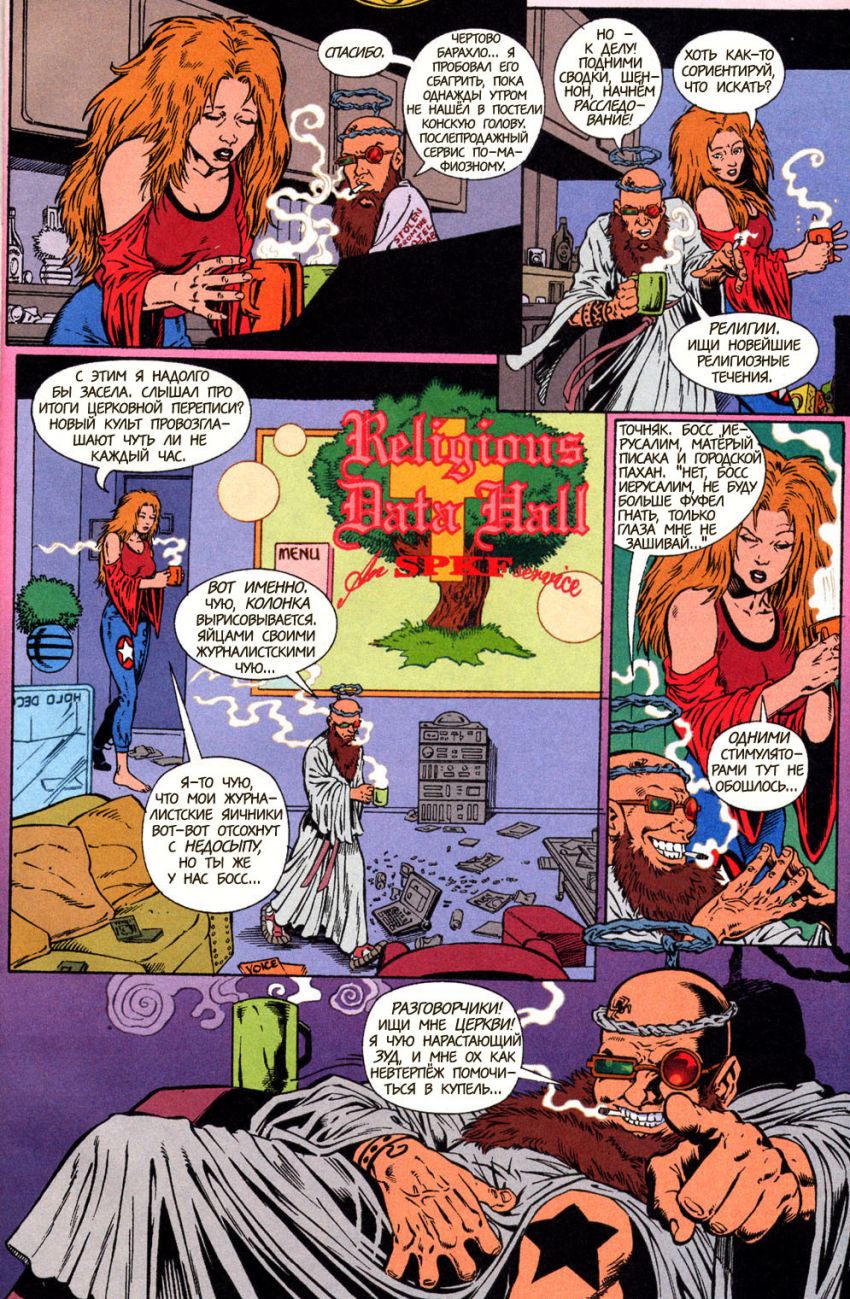 СПАСИБО.
ЧЕРТОВО
БАРАХЛО... Я
ПРОБОВАЛ ЕГО
СБАГРИТЬ, ПОКА
ОДНАЖДЫ УТРОМ
НЕ НАШЁЛ В ПОСТЕЛИ
КОНСКУЮ ГОЛОВУ.
ПОСЛЕПРОДАЖНЫЙ
СЕРВИС ПО-МА-
ФИОЗНОМУ.
STOLEN
НО –
К ДЕЛУ!
ПОДНИМИ
СВОДКИ, ШЕН-
НОН, НАЧНЁМ
РАССЛЕДО-
ВАНИЕ!
ХОТЬ КАК-ТО
СОРИЕНТИРУЙ,
ЧТО ИСКАТЬ?
РЕЛИГИИ.
ИЩИ НОВЕЙШИЕ
РЕЛИГИОЗНЫЕ
ТЕЧЕНИЯ.
С ЭТИМ Я НАДОЛГО
БЫ ЗАСЕЛА. СЛЫШАЛ ПРО
ИТОГИ ЦЕРКОВНОЙ ПЕРЕПИСИ?
НОВЫЙ КУЛЬТ ПРОВОЗГЛА-
ШАЮТ ЧУТЬ ЛИ НЕ
КАЖДЫЙ ЧАС.
Religious
Data Hall
MENU
An SPKF service
ВОТ ИМЕННО.
ЧУЮ, КОЛОНКА
ВЫРИСОВЫВАЕТСЯ.
ЯЙЦАМИ СВОИМИ
ЖУРНАЛИСТСКИМИ
ЧУЮ...
HOLO DECO
Я-ТО ЧУЮ,
ЧТО МОИ ЖУРНА-
ЛИСТСКИЕ ЯИЧНИКИ
ВОТ-ВОТ ОТСОХНУТ
С НЕДОСЫПУ,
НО ТЫ ЖЕ
У НАС БОСС...
VOICE
ТОЧНЯК. БОСС ИЕ-
РУСАЛИМ, МАТЁРЫЙ
ПИСАКА И ГОРОДСКОЙ
ПАХАН. "НЕТ, БОСС
ИЕРУСАЛИМ, НЕ БУДУ
БОЛЬШЕ ФУФЕЛ
ГНАТЬ, ТОЛЬКО
ГЛАЗА МНЕ НЕ
ЗАШИВАЙ..."
ОДНИМИ
СТИМУЛЯТО-
РАМИ ТУТ НЕ
ОБОШЛОСЬ...
РАЗГОВОРЧИКИ!
ИЩИ МНЕ ЦЕРКВИ!
Я ЧУЮ НАРАСТАЮЩИЙ
ЗУД, И МНЕ ОХ КАК
НЕВТЕРПЁЖ ПОМОЧИ-
ТЬСЯ В КУПЕЛЬ...